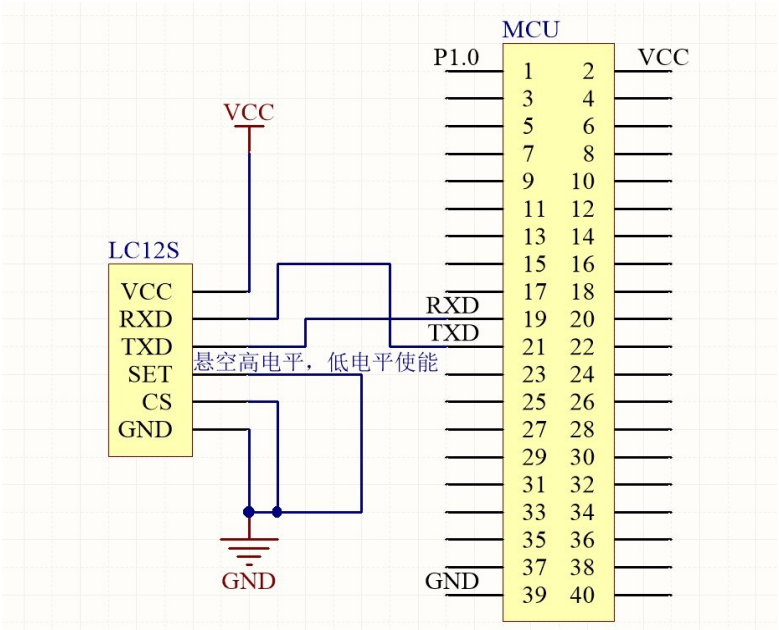 MCU
P1.0 1 2 VCC
3 4
VCC
5 6
7 8
9 10
11 12
13 14
LC12S
15 16
VCC
17 18
RXD
RXD 19 20
TXD
TXD 21 22
悬空高电平，低电平使能
SET
23 24
CS
25 26
GND
27 28
29 30
31 32
33 34
35 36
37 38
GND
GND 39 40